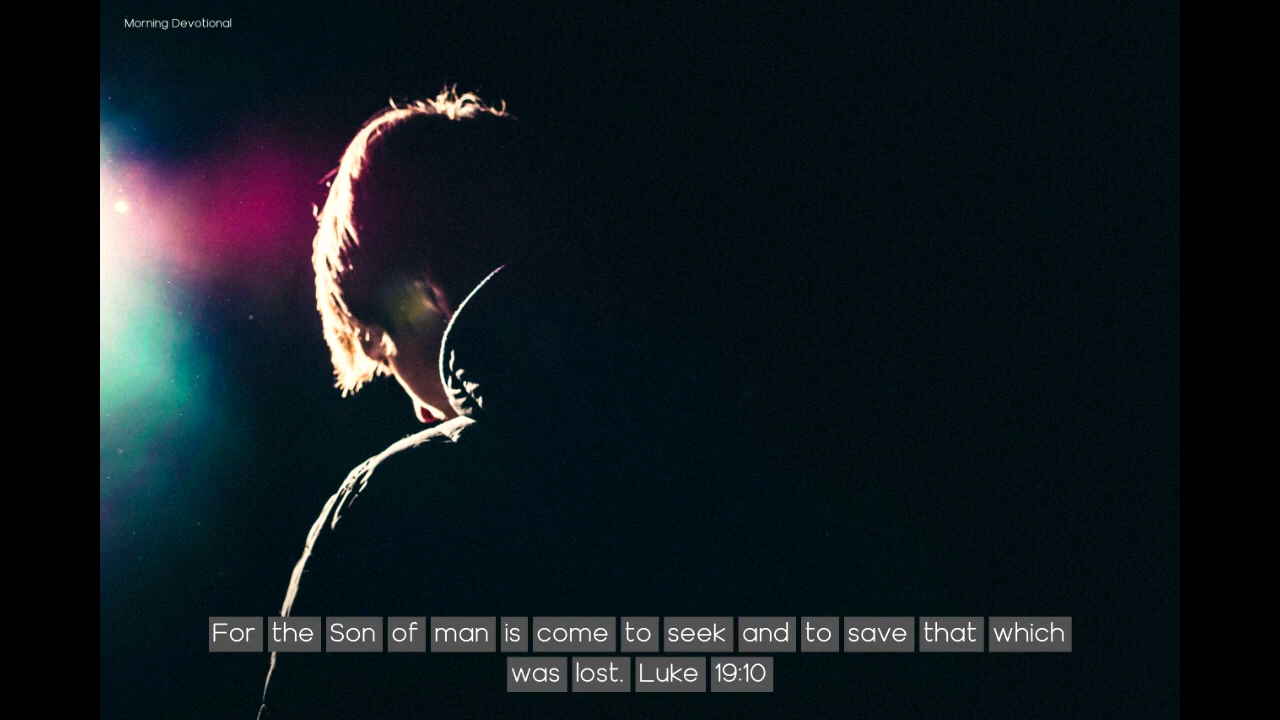 Morning Devotional
For the Son of man is come to seek and to save that which
was lost. Luke 19:10